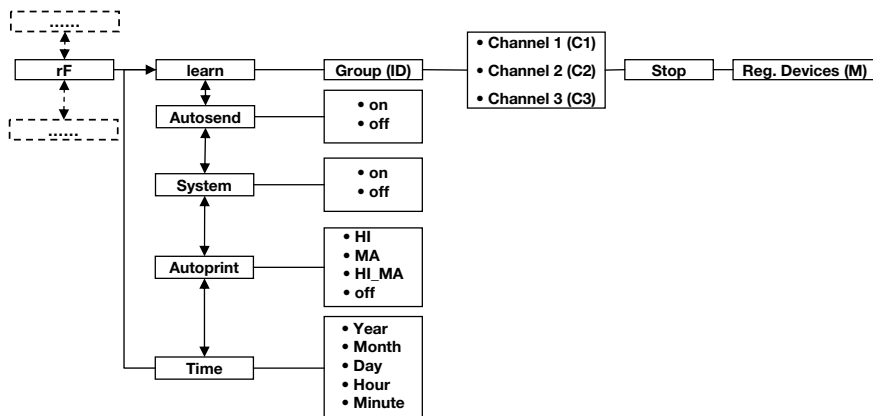 ......
rF
......
learn
Group (ID)
• Channel 1 (C1)
• Channel 2 (C2)
• Channel 3 (C3)
Stop
Reg. Devices (M)
Autosend
• on
• off
System
• on
• off
Autoprint
• HI
• MA
• HI_MA
• off
Time
• Year
• Month
• Day
• Hour
• Minute